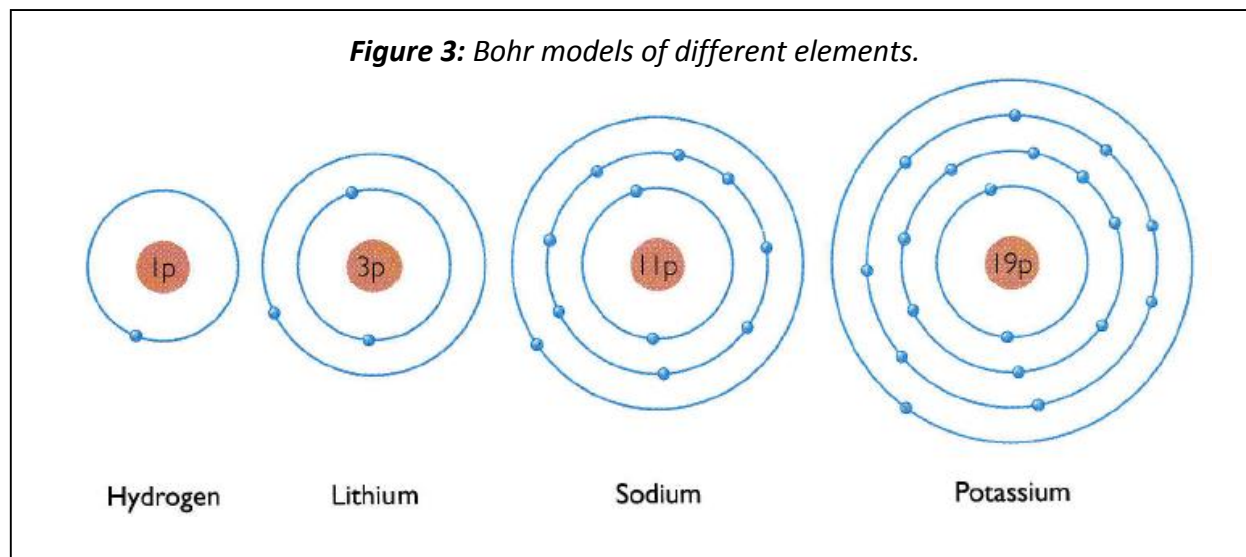 Figure 3: Bohr models of different elements.
1p 3p 11p 19p
Hydrogen Lithium Sodium Potassium